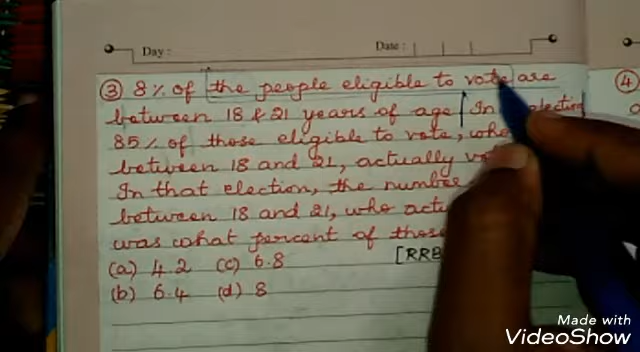 Day : Date :
③ 8% of the people eligible to vote are
between 18 & 21 years of age In election
85% of those eligible to vote, who
between 18 and 21, actually
In that election, the number
between 18 and 21, who
was what percent of those
(a) 4.2 (c) 6.8 [RRB
(b) 6.4 (d) 8
④
Made with
VideoShow